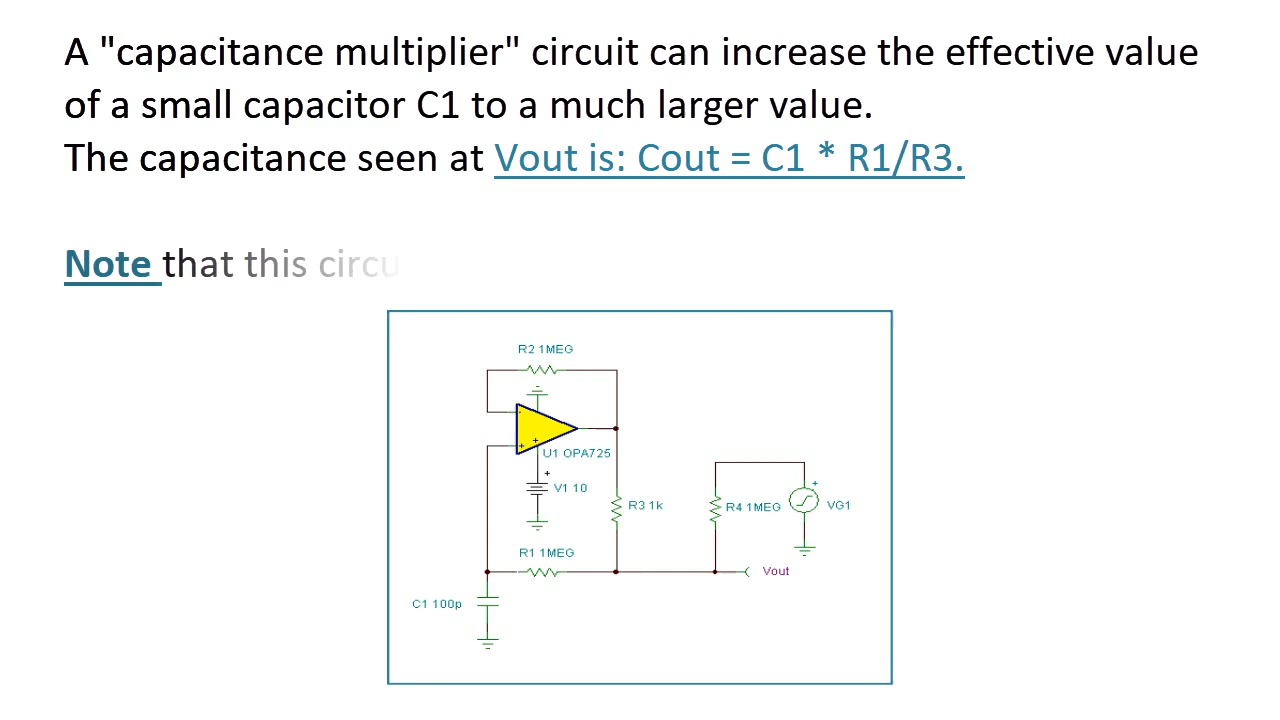 A "capacitance multiplier" circuit can increase the effective value
of a small capacitor C1 to a much larger value.
The capacitance seen at Vout is: Cout = C1 * R1/R3.
Note that this circu
R2 1MEG
U1 OPA725
V1 10
R3 1k
R4 1MEG
VG1
R1 1MEG
Vout
C1 100p